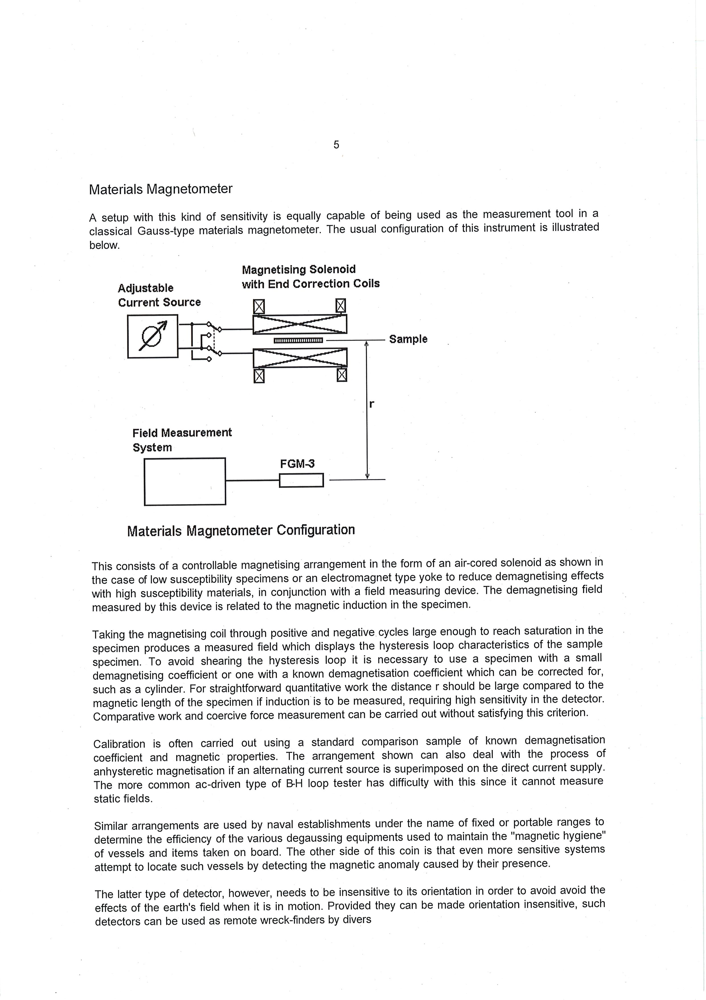 5
Materials Magnetometer
A setup with this kind of sensitivity is equally capable of being used as the measurement tool in a
classical Gauss-type materials magnetometer. The usual configuration of this instrument is illustrated
below.
Magnetising Solenoid
with End Correction Coils
Adjustable
Current Source
Sample
r
Field Measurement
System
FGM-3
Materials Magnetometer Configuration
This consists of a controllable magnetising arrangement in the form of an air-cored solenoid as shown in
the case of low susceptibility specimens or an electromagnet type yoke to reduce demagnetising effects
with high susceptibility materials, in conjunction with a field measuring device. The demagnetising field
measured by this device is related to the magnetic induction in the specimen.
Taking the magnetising coil through positive and negative cycles large enough to reach saturation in the
specimen produces a measured field which displays the hysteresis loop characteristics of the sample
specimen. To avoid shearing the hysteresis loop it is necessary to use a specimen with a small
demagnetising coefficient or one with a known demagnetisation coefficient which can be corrected for,
such as a cylinder. For straightforward quantitative work the distance r should be large compared to the
magnetic length of the specimen if induction is to be measured, requiring high sensitivity in the detector.
Comparative work and coercive force measurement can be carried out without satisfying this criterion.
Calibration is often carried out using a standard comparison sample of known demagnetisation
coefficient and magnetic properties. The arrangement shown can also deal with the process of
anhysteretic magnetisation if an alternating current source is superimposed on the direct current supply.
The more common ac-driven type of B-H loop tester has difficulty with this since it cannot measure
static fields.
Similar arrangements are used by naval establishments under the name of fixed or portable ranges to
determine the efficiency of the various degaussing equipments used to maintain the "magnetic hygiene"
of vessels and items taken on board. The other side of this coin is that even more sensitive systems
attempt to locate such vessels by detecting the magnetic anomaly caused by their presence.
The latter type of detector, however, needs to be insensitive to its orientation in order to avoid avoid the
effects of the earth's field when it is in motion. Provided they can be made orientation insensitive, such
detectors can be used as remote wreck-finders by divers